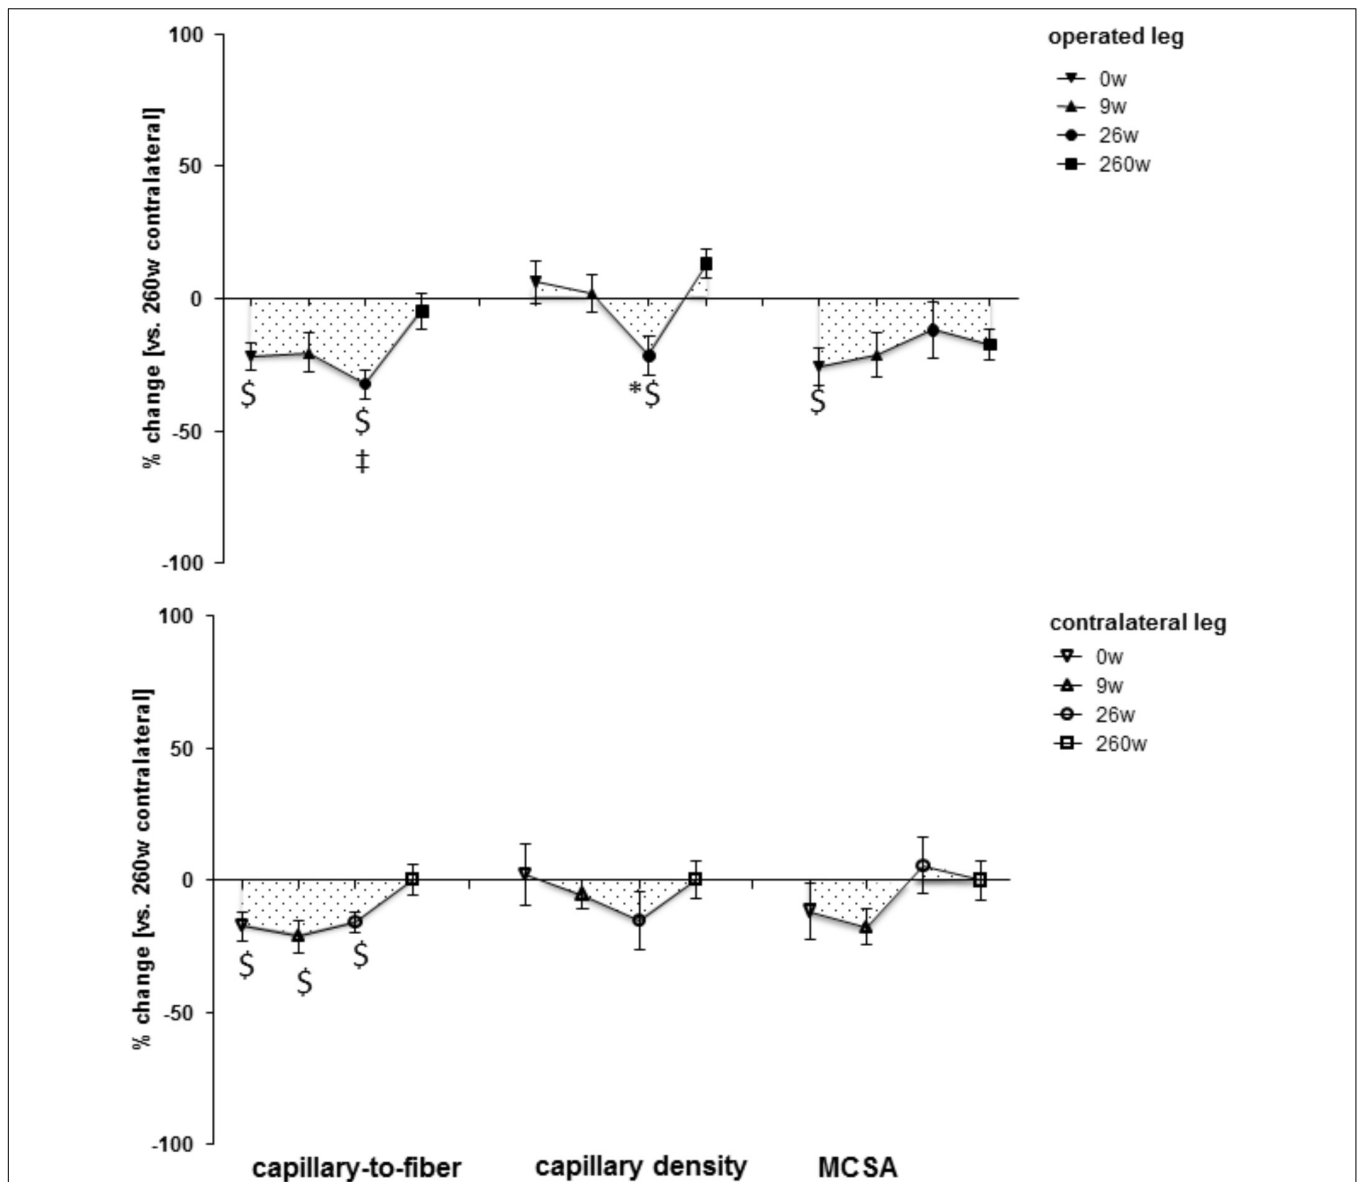 100
50
0
-50
-100
% change [vs. 260w contralateral]
operated leg
0w
9w
26w
260w
$
$
‡
*$
$
100
50
0
-50
-100
% change [vs. 260w contralateral]
contralateral leg
0w
9w
26w
260w
$
$
$
capillary-to-fiber capillary density MCSA